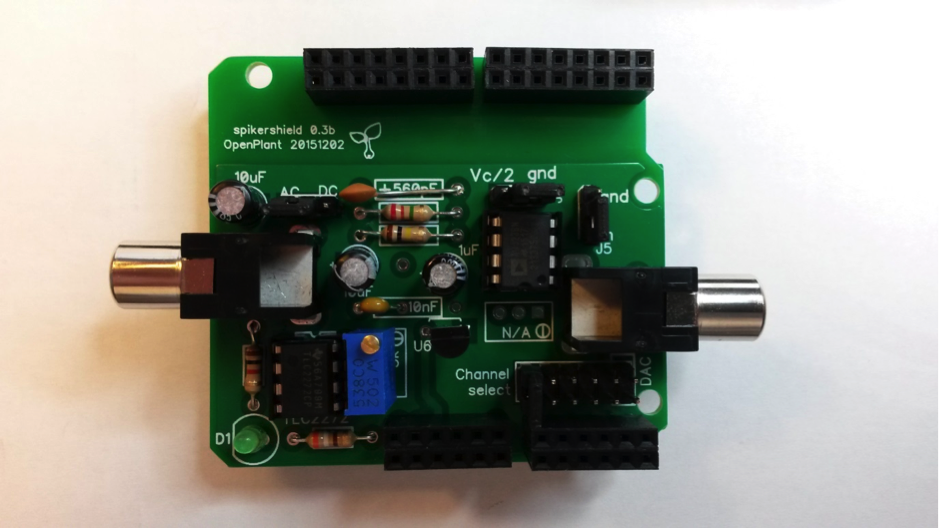 spikershield 0.3b
OpenPlant 20151202
10uF
AC DC
560pF
Vc/2 gnd
gnd
1uF
J5
10uF
10nF
U6
N/A
Channel
select
DAC
TLC2272
D1